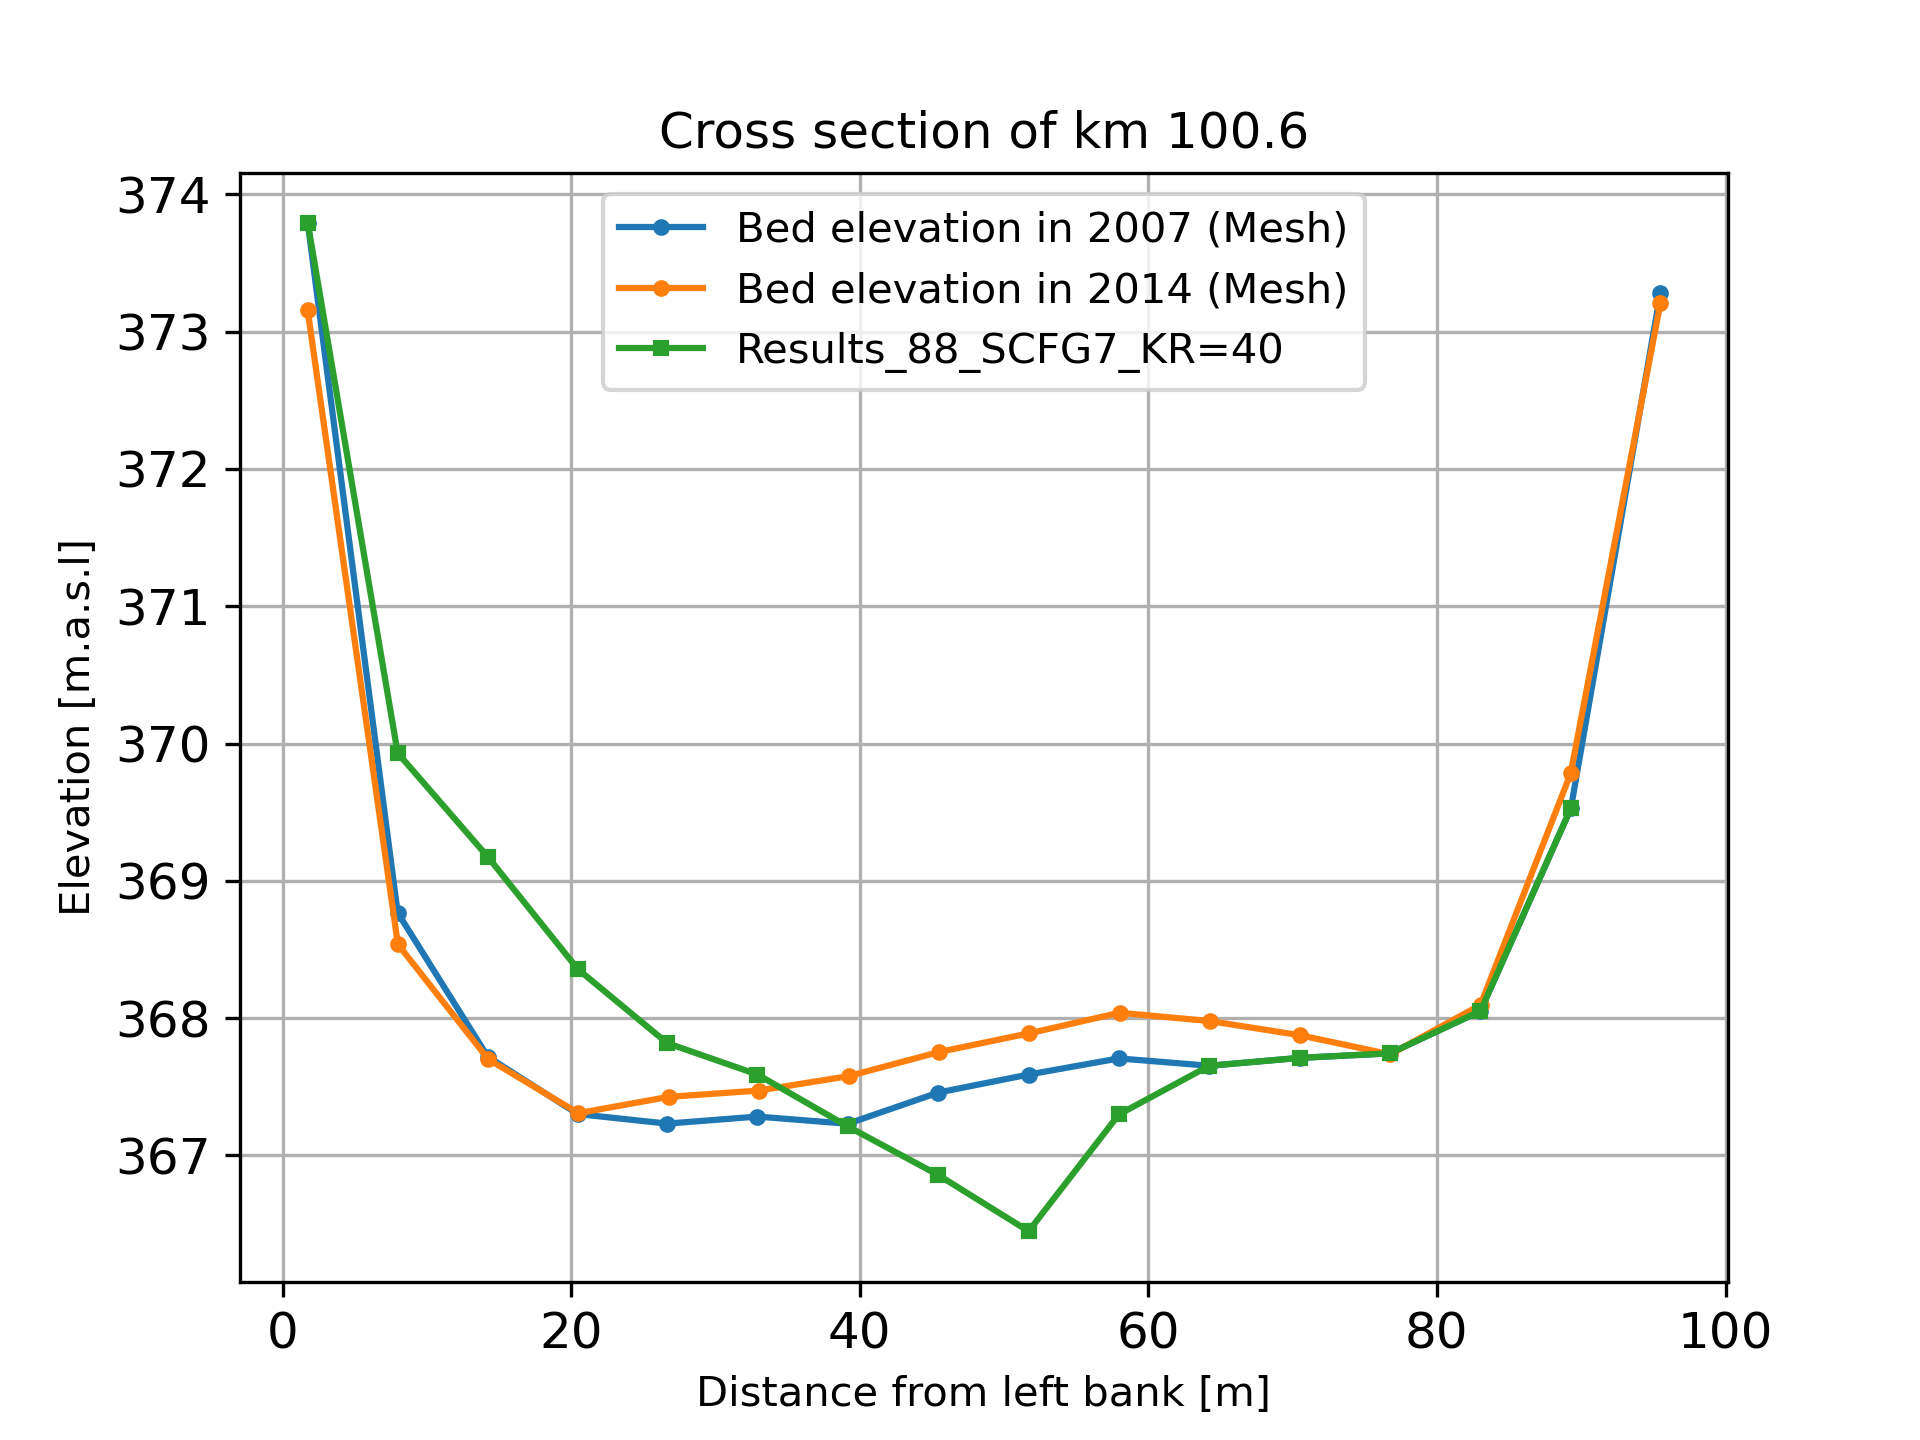 Cross section of km 100.6
Bed elevation in 2007 (Mesh)
Bed elevation in 2014 (Mesh)
Results_88_SCFG7_KR=40
Elevation [m.a.s.l]
374
373
372
371
370
369
368
367
0 20 40 60 80 100
Distance from left bank [m]